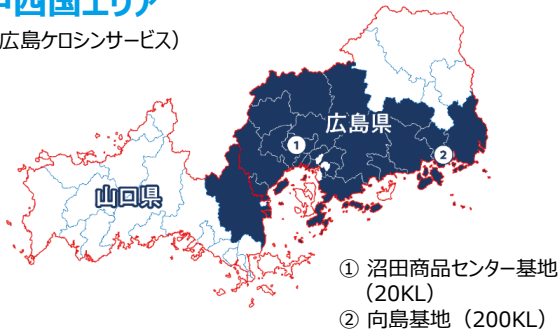 中四国エリア
広島ケロシンサービス）
広島県
①
②
山口県
① 沼田商品センター基地
（20KL）
② 向島基地（200KL）